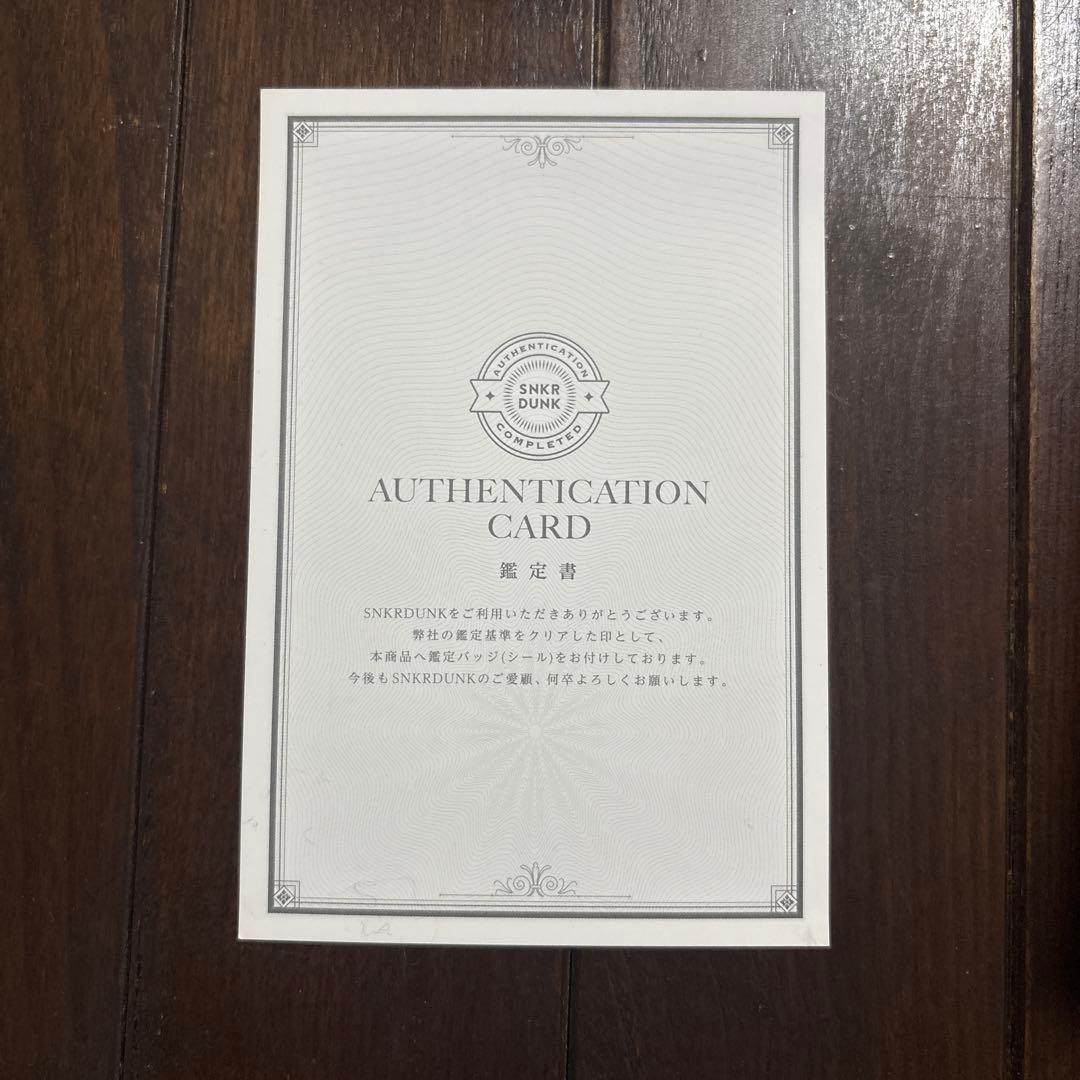 AUTHENTICATION
SNKR
DUNK
COMPLETED
AUTHENTICATION
CARD
鑑定書
SNKRDUNKをご利用いただきありがとうございます。
弊社の鑑定基準をクリアした印として、
本商品へ鑑定バッジ(シール)をお付けしております。
今後もSNKRDUNKのご愛顧、何卒よろしくお願いします。